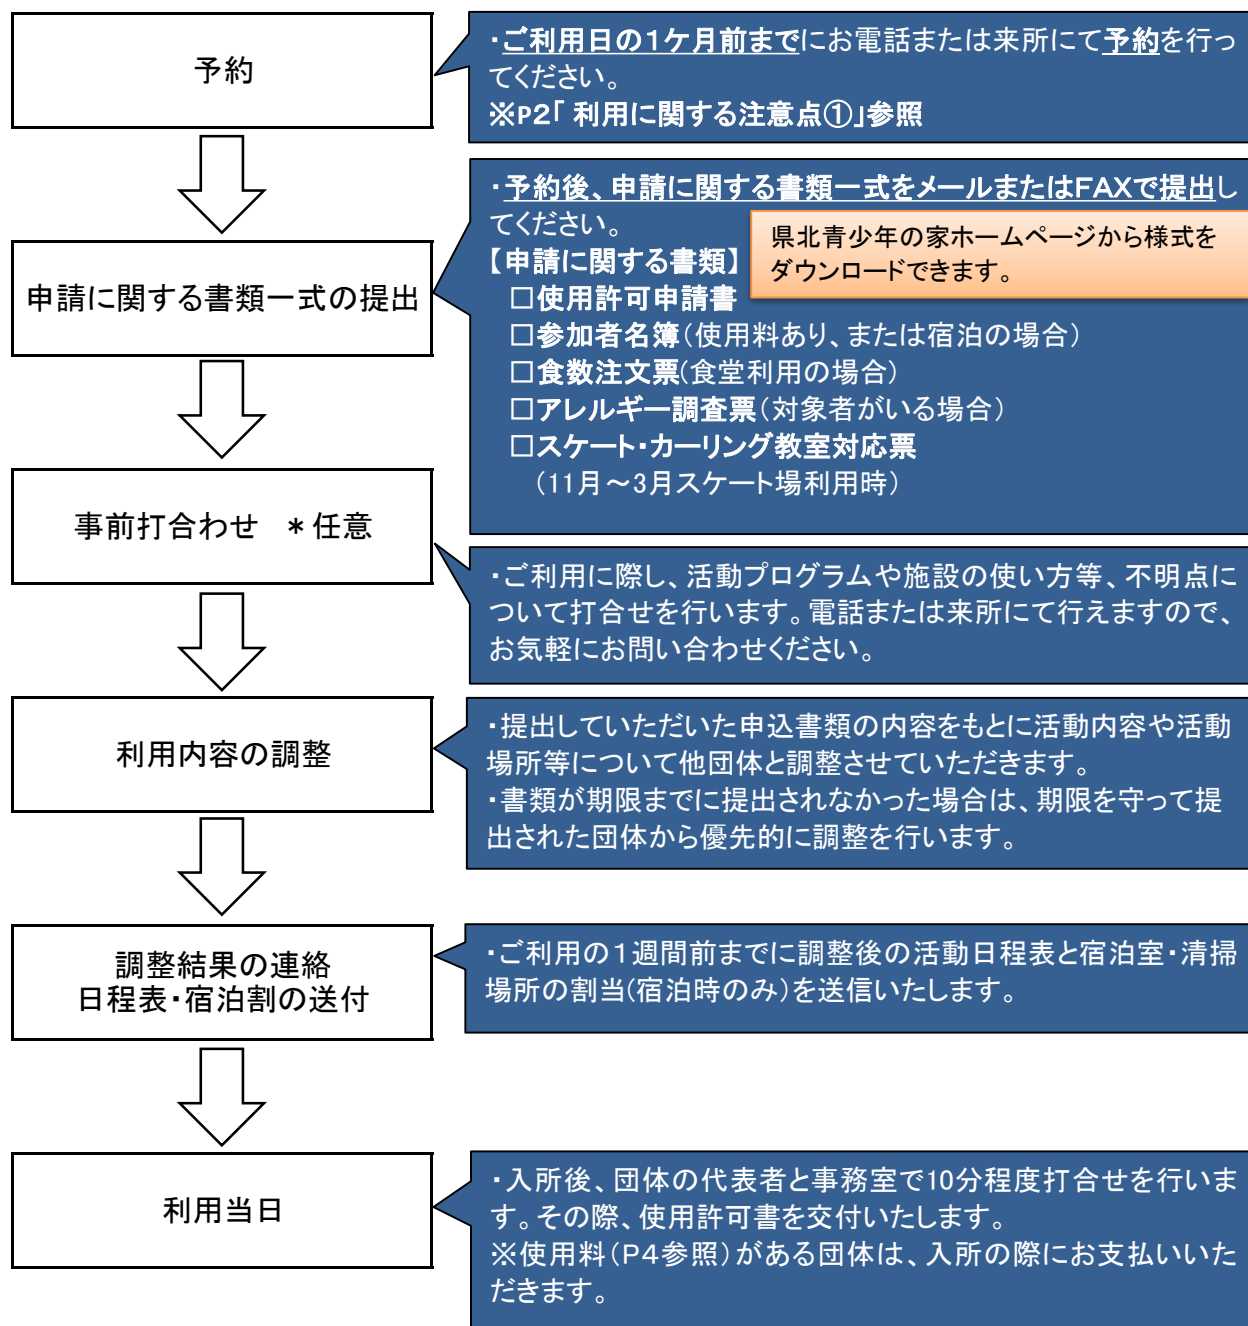 予約
・ご利用日の1ケ月前までにお電話または来所にて予約を行っ
てください。
※P2「 利用に関する注意点①」参照
申請に関する書類一式の提出
・予約後、申請に関する書類一式をメールまたはFAXで提出し
てください。
【申請に関する書類】
□使用許可申請書
□参加者名簿(使用料あり、または宿泊の場合)
□食数注文票(食堂利用の場合)
□アレルギー調査票(対象者がいる場合)
□スケート・カーリング教室対応票
(11月～3月スケート場利用時)
県北青少年の家ホームページから様式を
ダウンロードできます。
事前打合わせ　＊任意
・ご利用に際し、活動プログラムや施設の使い方等、不明点に
ついて打合せを行います。電話または来所にて行えますので、
お気軽にお問い合わせください。
利用内容の調整
・提出していただいた申込書類の内容をもとに活動内容や活動
場所等について他団体と調整させていただきます。
・書類が期限までに提出されなかった場合は、期限を守って提
出された団体から優先的に調整を行います。
調整結果の連絡
日程表・宿泊割の送付
・ご利用の1週間前までに調整後の活動日程表と宿泊室・清掃
場所の割当(宿泊時のみ)を送信いたします。
利用当日
・入所後、団体の代表者と事務室で10分程度打合せを行いま
す。その際、使用許可書を交付いたします。
※使用料(P4参照)がある団体は、入所の際にお支払いいた
だきます。